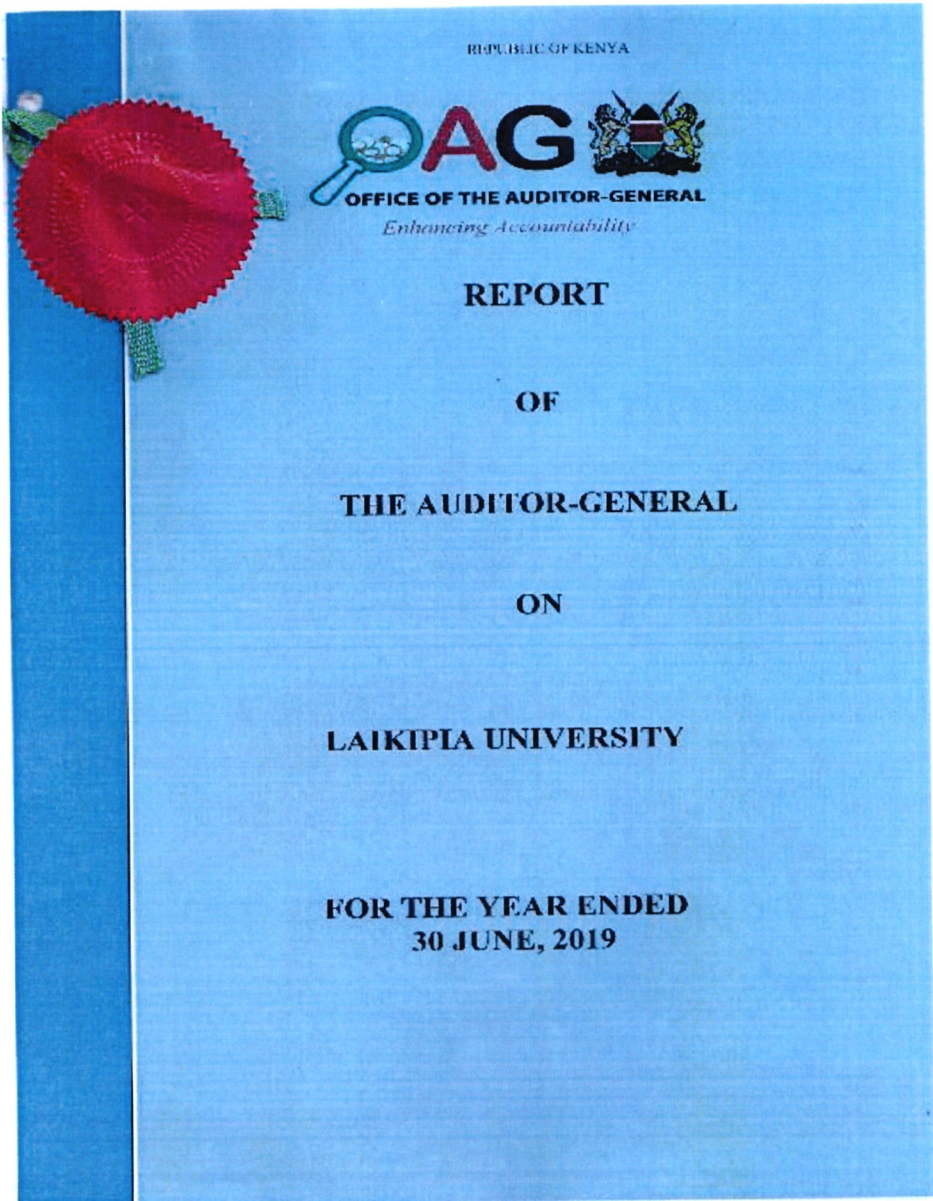 REPUBLIC OF KENYA
OAG
OFFICE OF THE AUDITOR-GENERAL
Enhancing Accountability
REPORT
OF
THE AUDITOR-GENERAL
ON
LAIKIPIA UNIVERSITY
FOR THE YEAR ENDED
30 JUNE, 2019